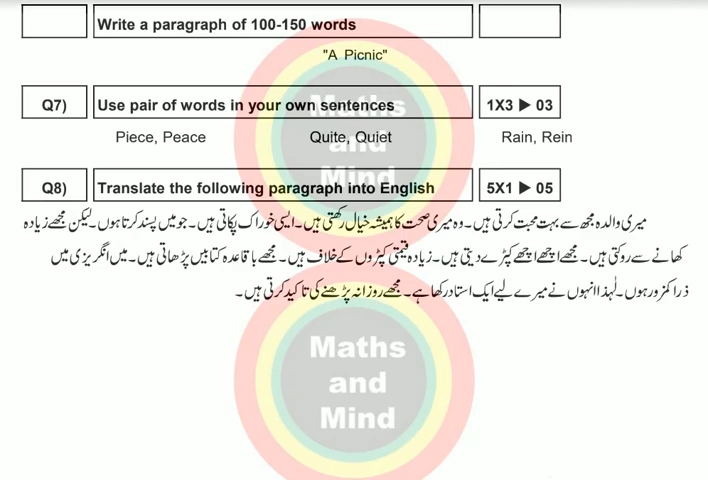 Write a paragraph of 100-150 words
"A Picnic"
Q7) Use pair of words in your own sentences 1X3 ▶ 03
Piece, Peace Quite, Quiet Rain, Rein
Q8) Translate the following paragraph into English 5X1 ▶ 05
میری والدہ مجھ سے بہت محبت کرتی ہیں۔ وہ میری صحت کا ہمیشہ خیال رکھتی ہیں۔ ایسی خوراک پکاتی ہیں۔ جو میں پسند کرتا ہوں۔ لیکن مجھے زیادہ
کھانے سے روکتی ہیں۔ مجھے اچھے اچھے کپڑے دیتی ہیں۔ زیادہ قیمتی کپڑوں کے خلاف ہیں۔ مجھے باقاعدہ کتابیں پڑھاتی ہیں۔ میں انگریزی میں
ذرا کمزور ہوں۔ لہٰذا انہوں نے میرے لیے ایک استاد رکھا ہے۔ مجھے روزانہ پڑھنے کی تاکید کرتی ہیں۔
Maths
and
Mind
Maths
and
Mind